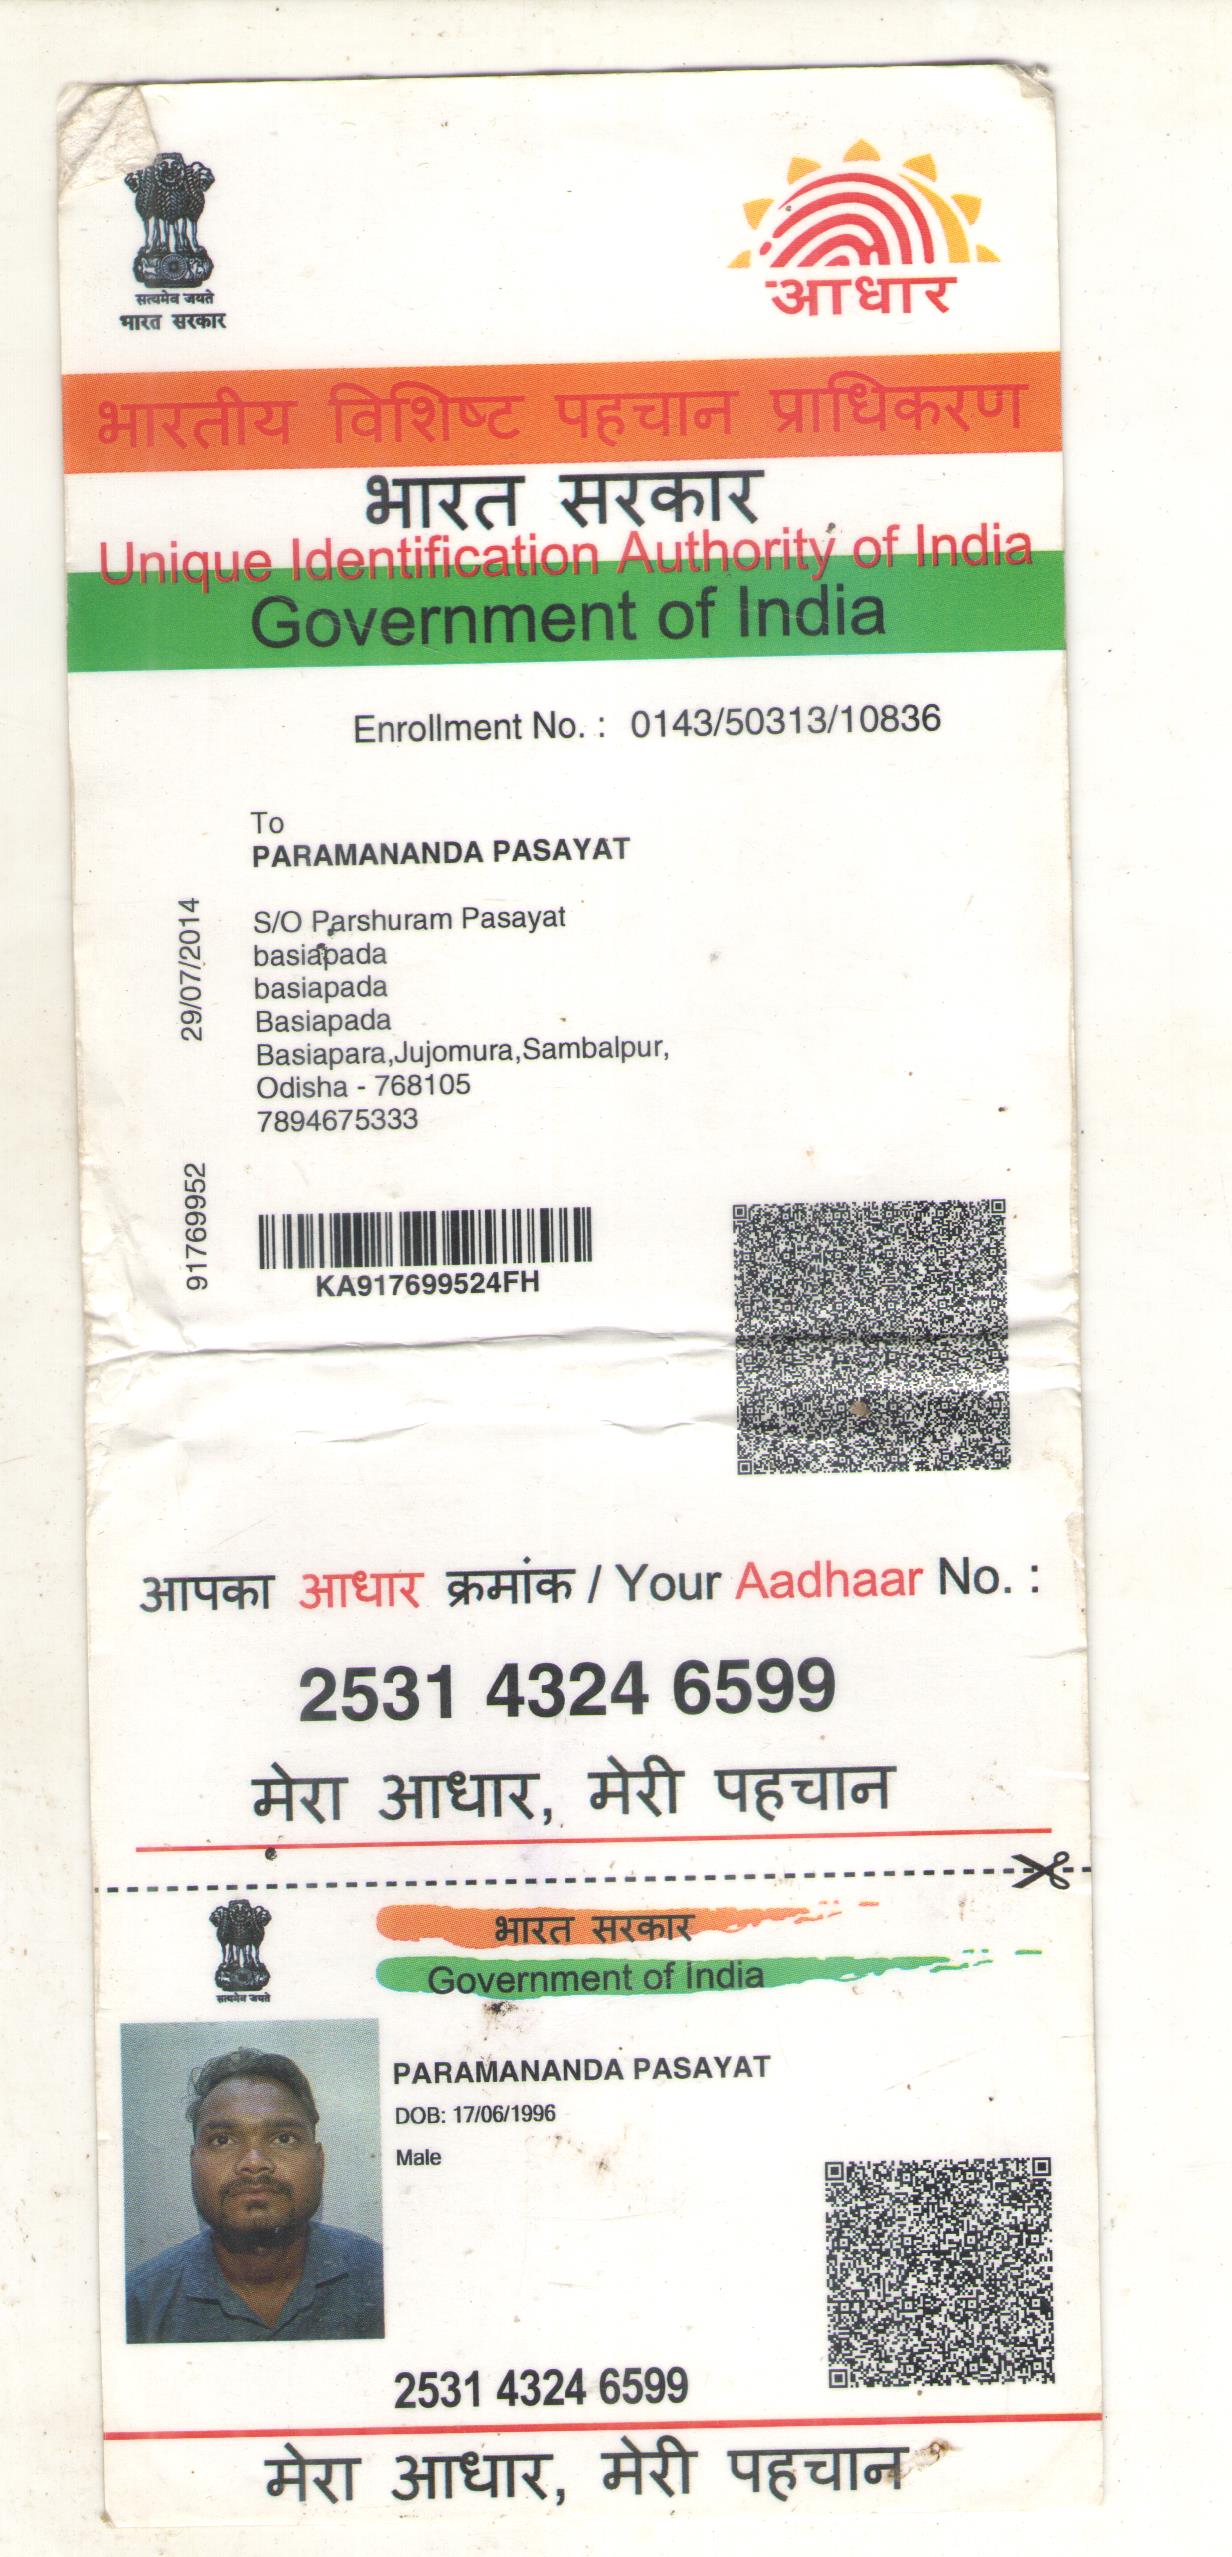 सत्यमेव जयते
भारत सरकार
आधार
भारतीय विशिष्ट पहचान प्राधिकरण
भारत सरकार
Unique Identification Authority of India
Government of India
Enrollment No. : 0143/50313/10836
To
PARAMANANDA PASAYAT
S/O Parshuram Pasayat
basiapada
basiapada
Basiapada
Basiapara,Jujomura,Sambalpur,
Odisha - 768105
7894675333
29/07/2014
91769952
KA917699524FH
आपका आधार क्रमांक / Your Aadhaar No. :
2531 4324 6599
मेरा आधार, मेरी पहचान
सत्यमेव जयते
भारत सरकार
Government of India
PARAMANANDA PASAYAT
DOB: 17/06/1996
Male
2531 4324 6599
मेरा आधार, मेरी पहचान